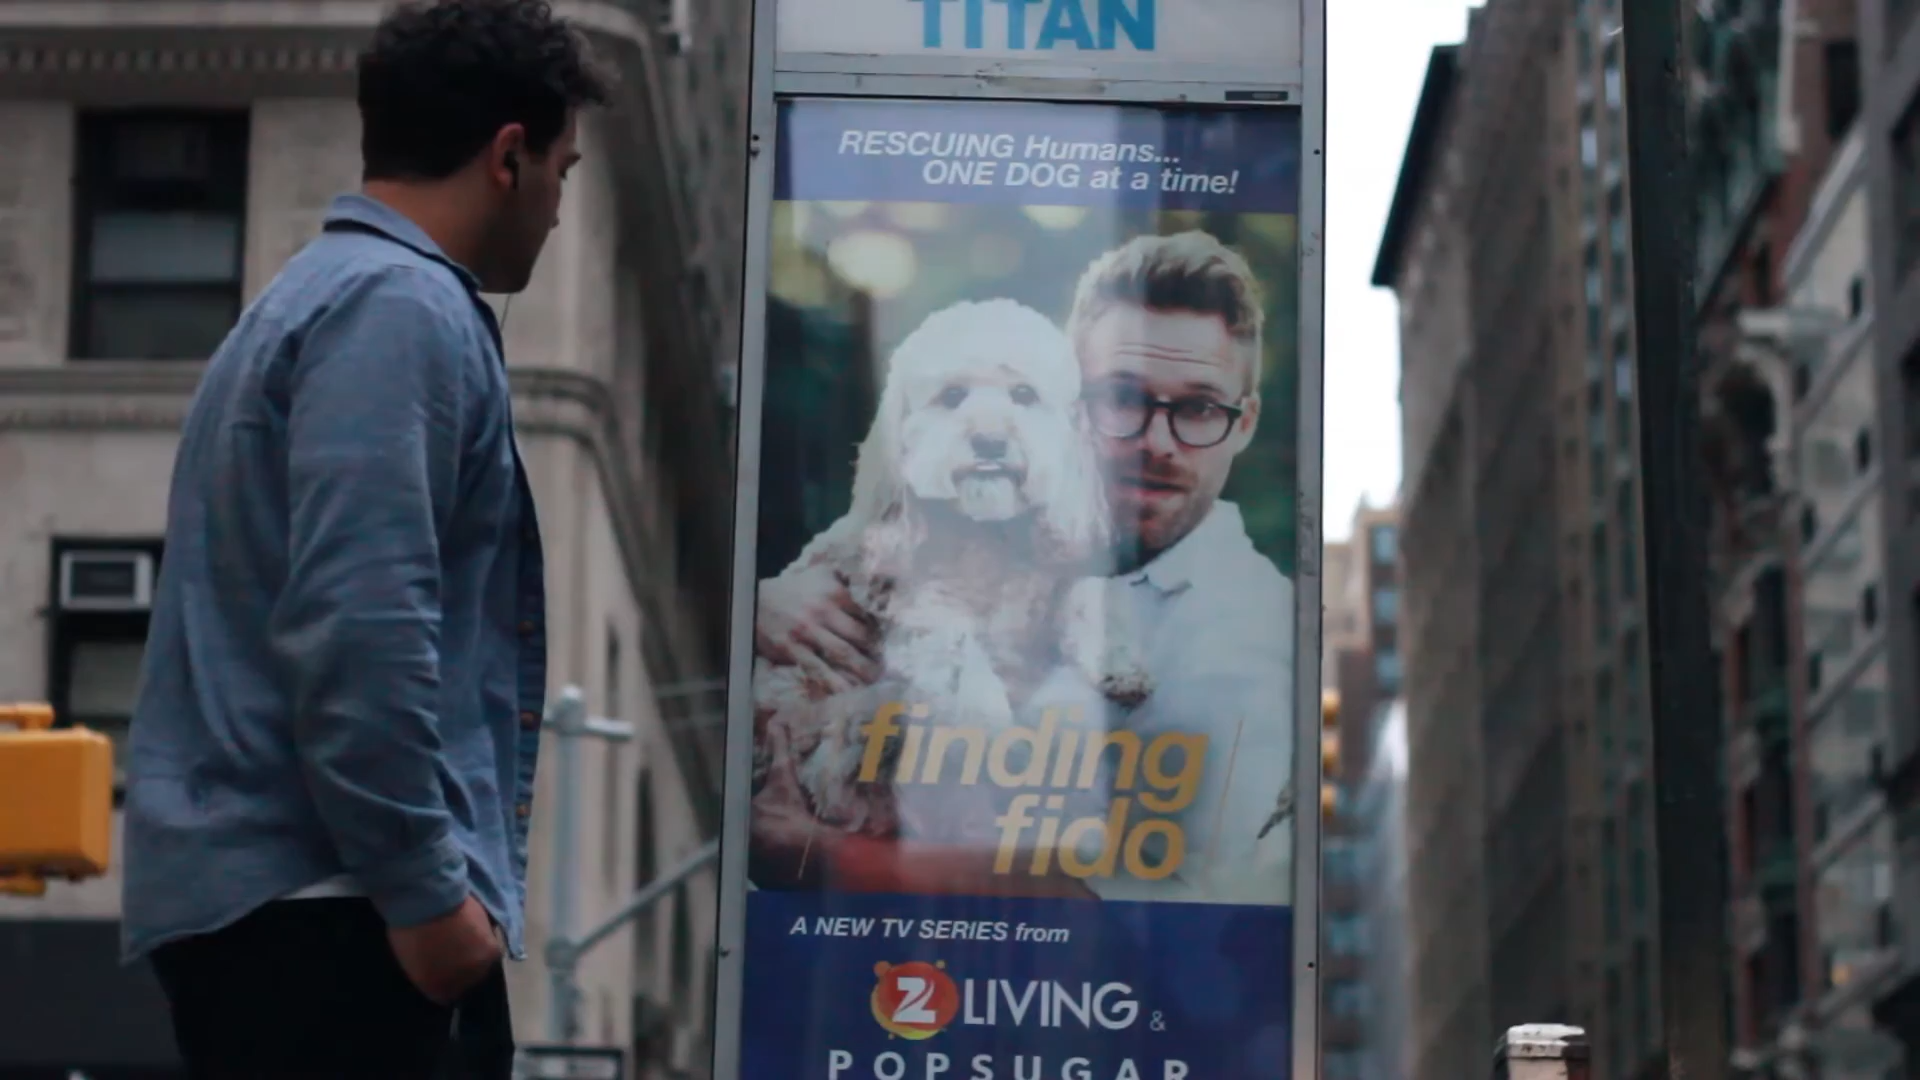 TITAN
RESCUING Humans...
ONE DOG at a time!
finding
fido
A NEW TV SERIES from
Z LIVING &
POPSUGAR